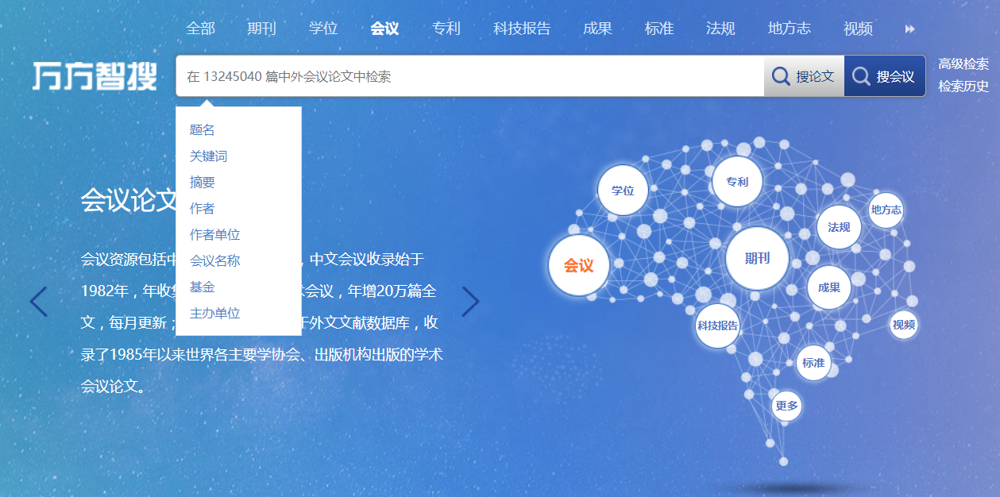 全部 期刊 学位 会议 专利 科技报告 成果 标准 法规 地方志 视频
万方智搜
在 13245040 篇中外会议论文中检索
搜论文
搜会议
高级检索
检索历史
题名
关键词
摘要
作者
作者单位
会议名称
基金
主办单位
会议论文
会议资源包括中 ，中文会议收录始于
1982年，年收集 术会议，年增20万篇全
文，每月更新； 于外文文献数据库，收
录了1985年以来世界各主要学协会、出版机构出版的学术
会议论文。
学位
专利
地方志
法规
会议
期刊
成果
科技报告
视频
标准
更多